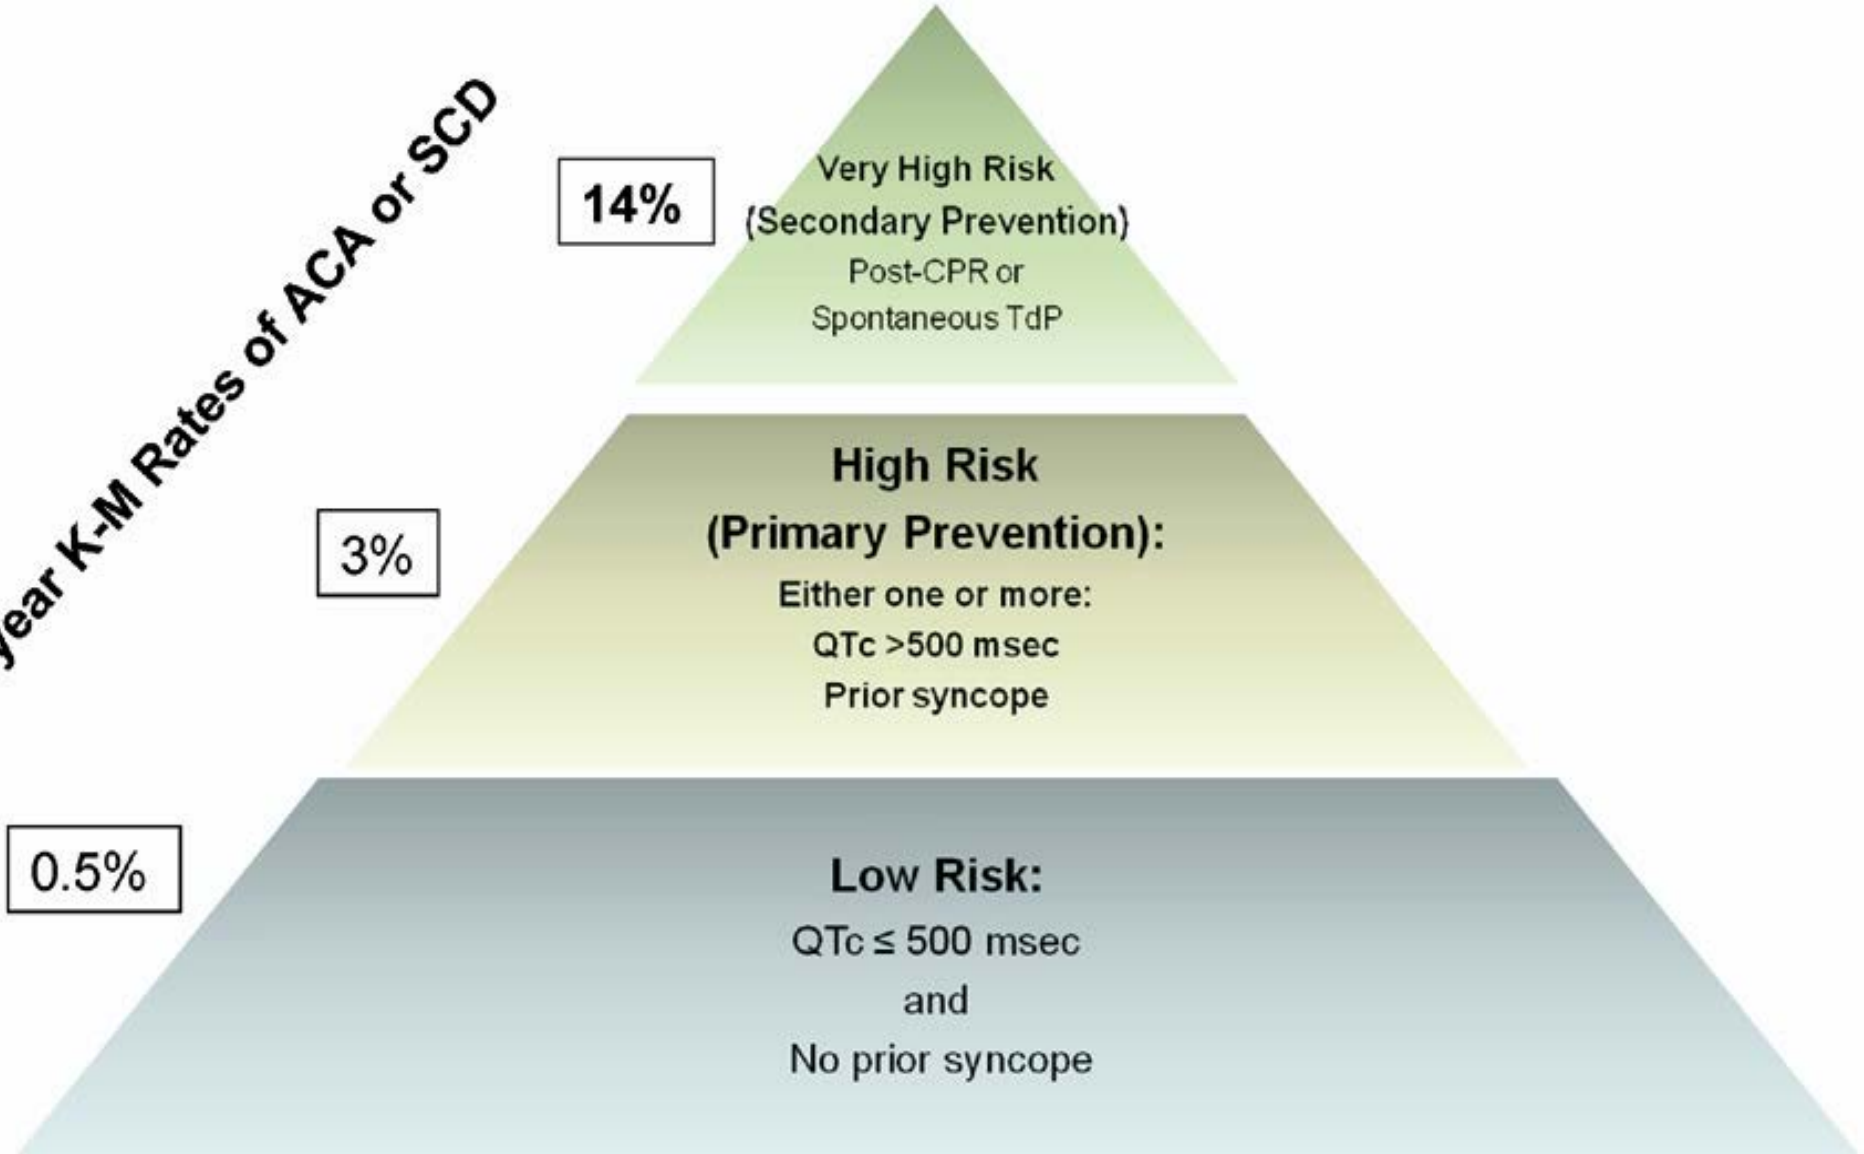 year K-M Rates of ACA or SCD
14%
Very High Risk
(Secondary Prevention)
Post-CPR or
Spontaneous TdP
3%
High Risk
(Primary Prevention):
Either one or more:
QTc >500 msec
Prior syncope
0.5%
Low Risk:
QTc ≤ 500 msec
and
No prior syncope